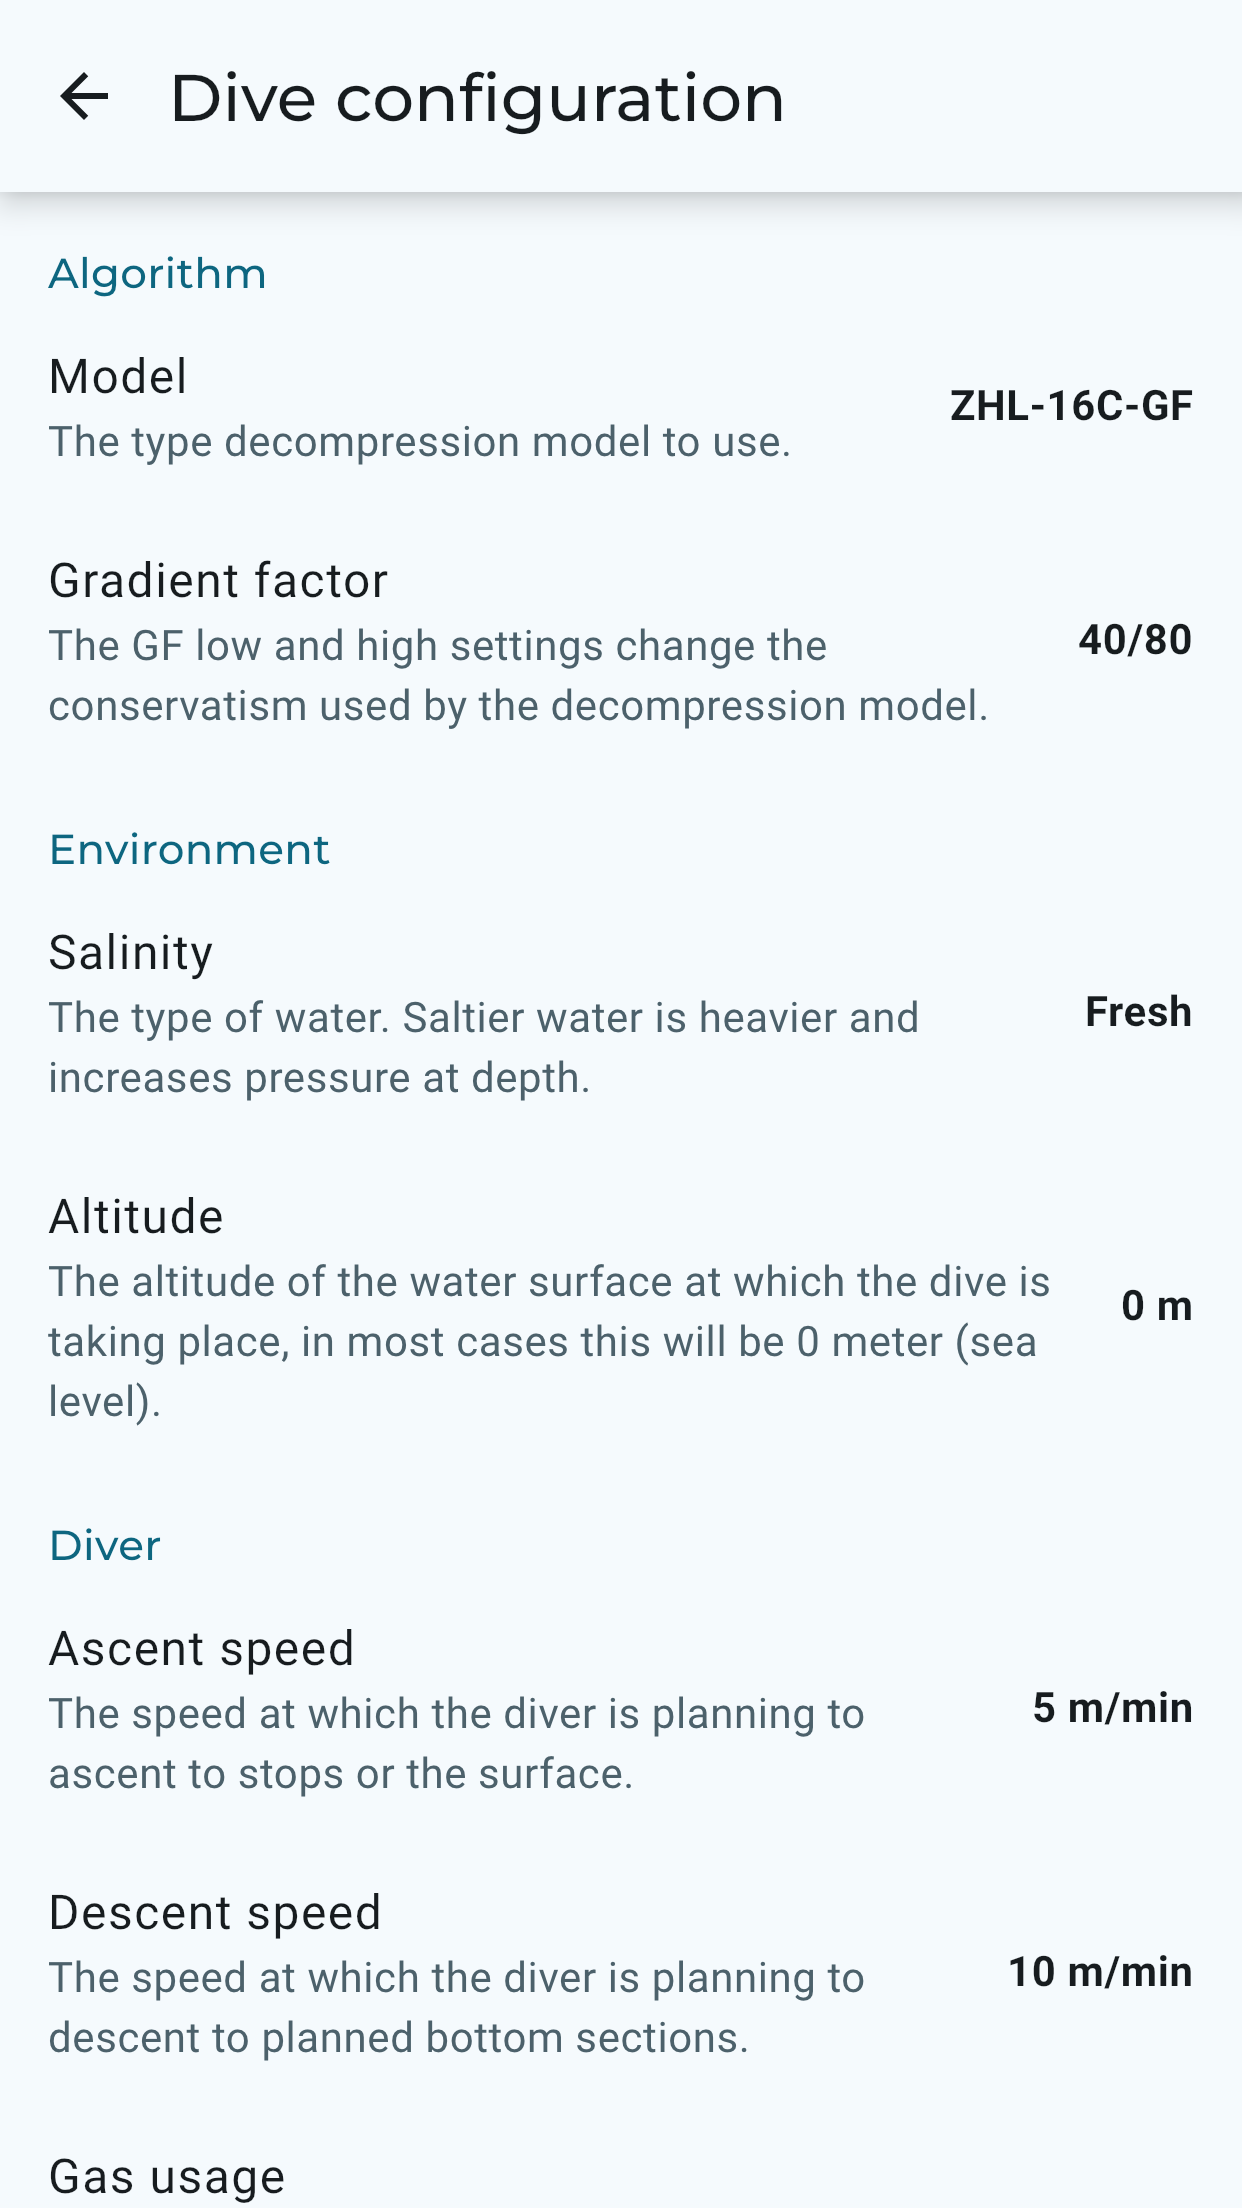 Dive configuration
Algorithm
Model
The type decompression model to use.
ZHL-16C-GF
Gradient factor
The GF low and high settings change the
conservatism used by the decompression model.
40/80
Environment
Salinity
The type of water. Saltier water is heavier and
increases pressure at depth.
Fresh
Altitude
The altitude of the water surface at which the dive is
taking place, in most cases this will be 0 meter (sea
level).
0 m
Diver
Ascent speed
The speed at which the diver is planning to
ascent to stops or the surface.
5 m/min
Descent speed
The speed at which the diver is planning to
descent to planned bottom sections.
10 m/min
Gas usage